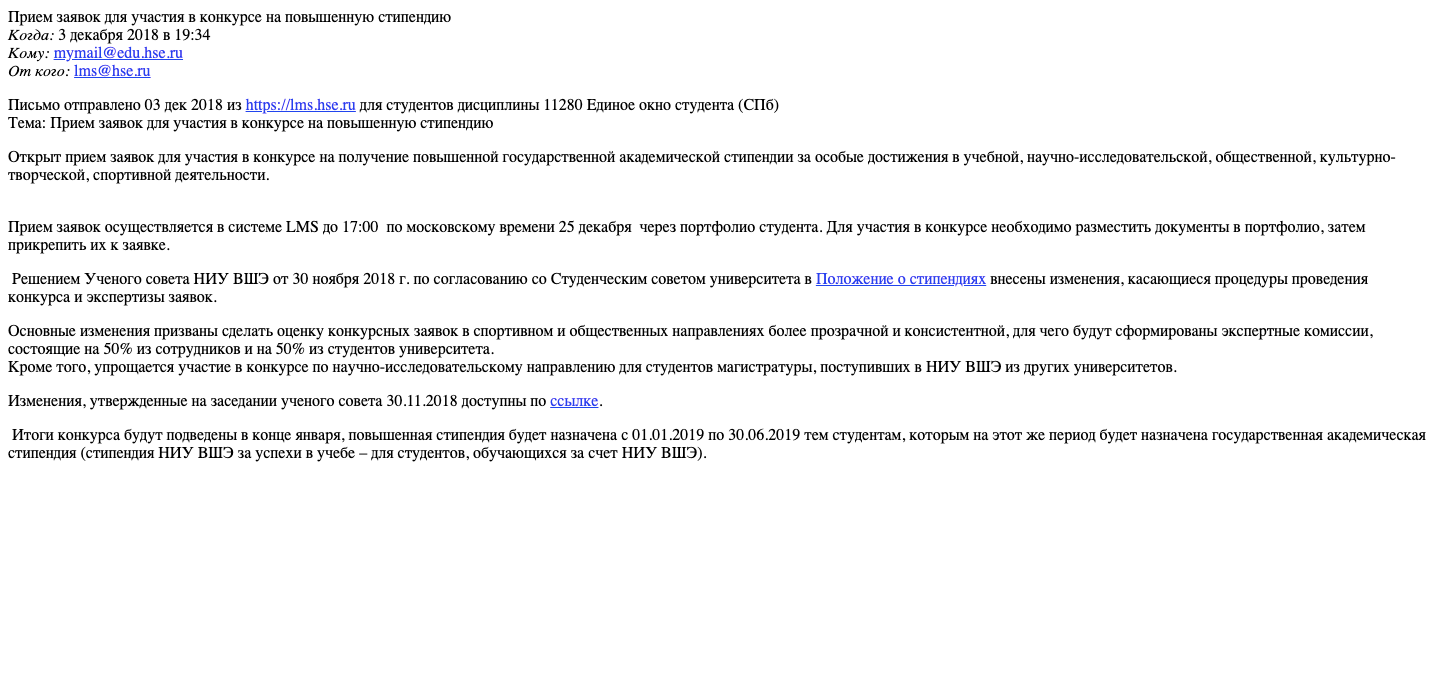 Прием заявок для участия в конкурсе на повышенную стипендию
Когда: 3 декабря 2018 в 19:34
Кому: mymail@edu.hse.ru
От кого: lms@hse.ru
Письмо отправлено 03 дек 2018 из https://lms.hse.ru для студентов дисциплины 11280 Единое окно студента (СПб)
Тема: Прием заявок для участия в конкурсе на повышенную стипендию
Открыт прием заявок для участия в конкурсе на получение повышенной государственной академической стипендии за особые достижения в учебной, научно-исследовательской, общественной, культурно-
творческой, спортивной деятельности.
Прием заявок осуществляется в системе LMS до 17:00  по московскому времени 25 декабря  через портфолио студента. Для участия в конкурсе необходимо разместить документы в портфолио, затем
прикрепить их к заявке.
Решением Ученого совета НИУ ВШЭ от 30 ноября 2018 г. по согласованию со Студенческим советом университета в Положение о стипендиях внесены изменения, касающиеся процедуры проведения
конкурса и экспертизы заявок.
Основные изменения призваны сделать оценку конкурсных заявок в спортивном и общественных направлениях более прозрачной и консистентной, для чего будут сформированы экспертные комиссии,
состоящие на 50% из сотрудников и на 50% из студентов университета.
Кроме того, упрощается участие в конкурсе по научно-исследовательскому направлению для студентов магистратуры, поступивших в НИУ ВШЭ из других университетов.
Изменения, утвержденные на заседании ученого совета 30.11.2018 доступны по ссылке.
Итоги конкурса будут подведены в конце января, повышенная стипендия будет назначена с 01.01.2019 по 30.06.2019 тем студентам, которым на этот же период будет назначена государственная академическая
стипендия (стипендия НИУ ВШЭ за успехи в учебе – для студентов, обучающихся за счет НИУ ВШЭ).